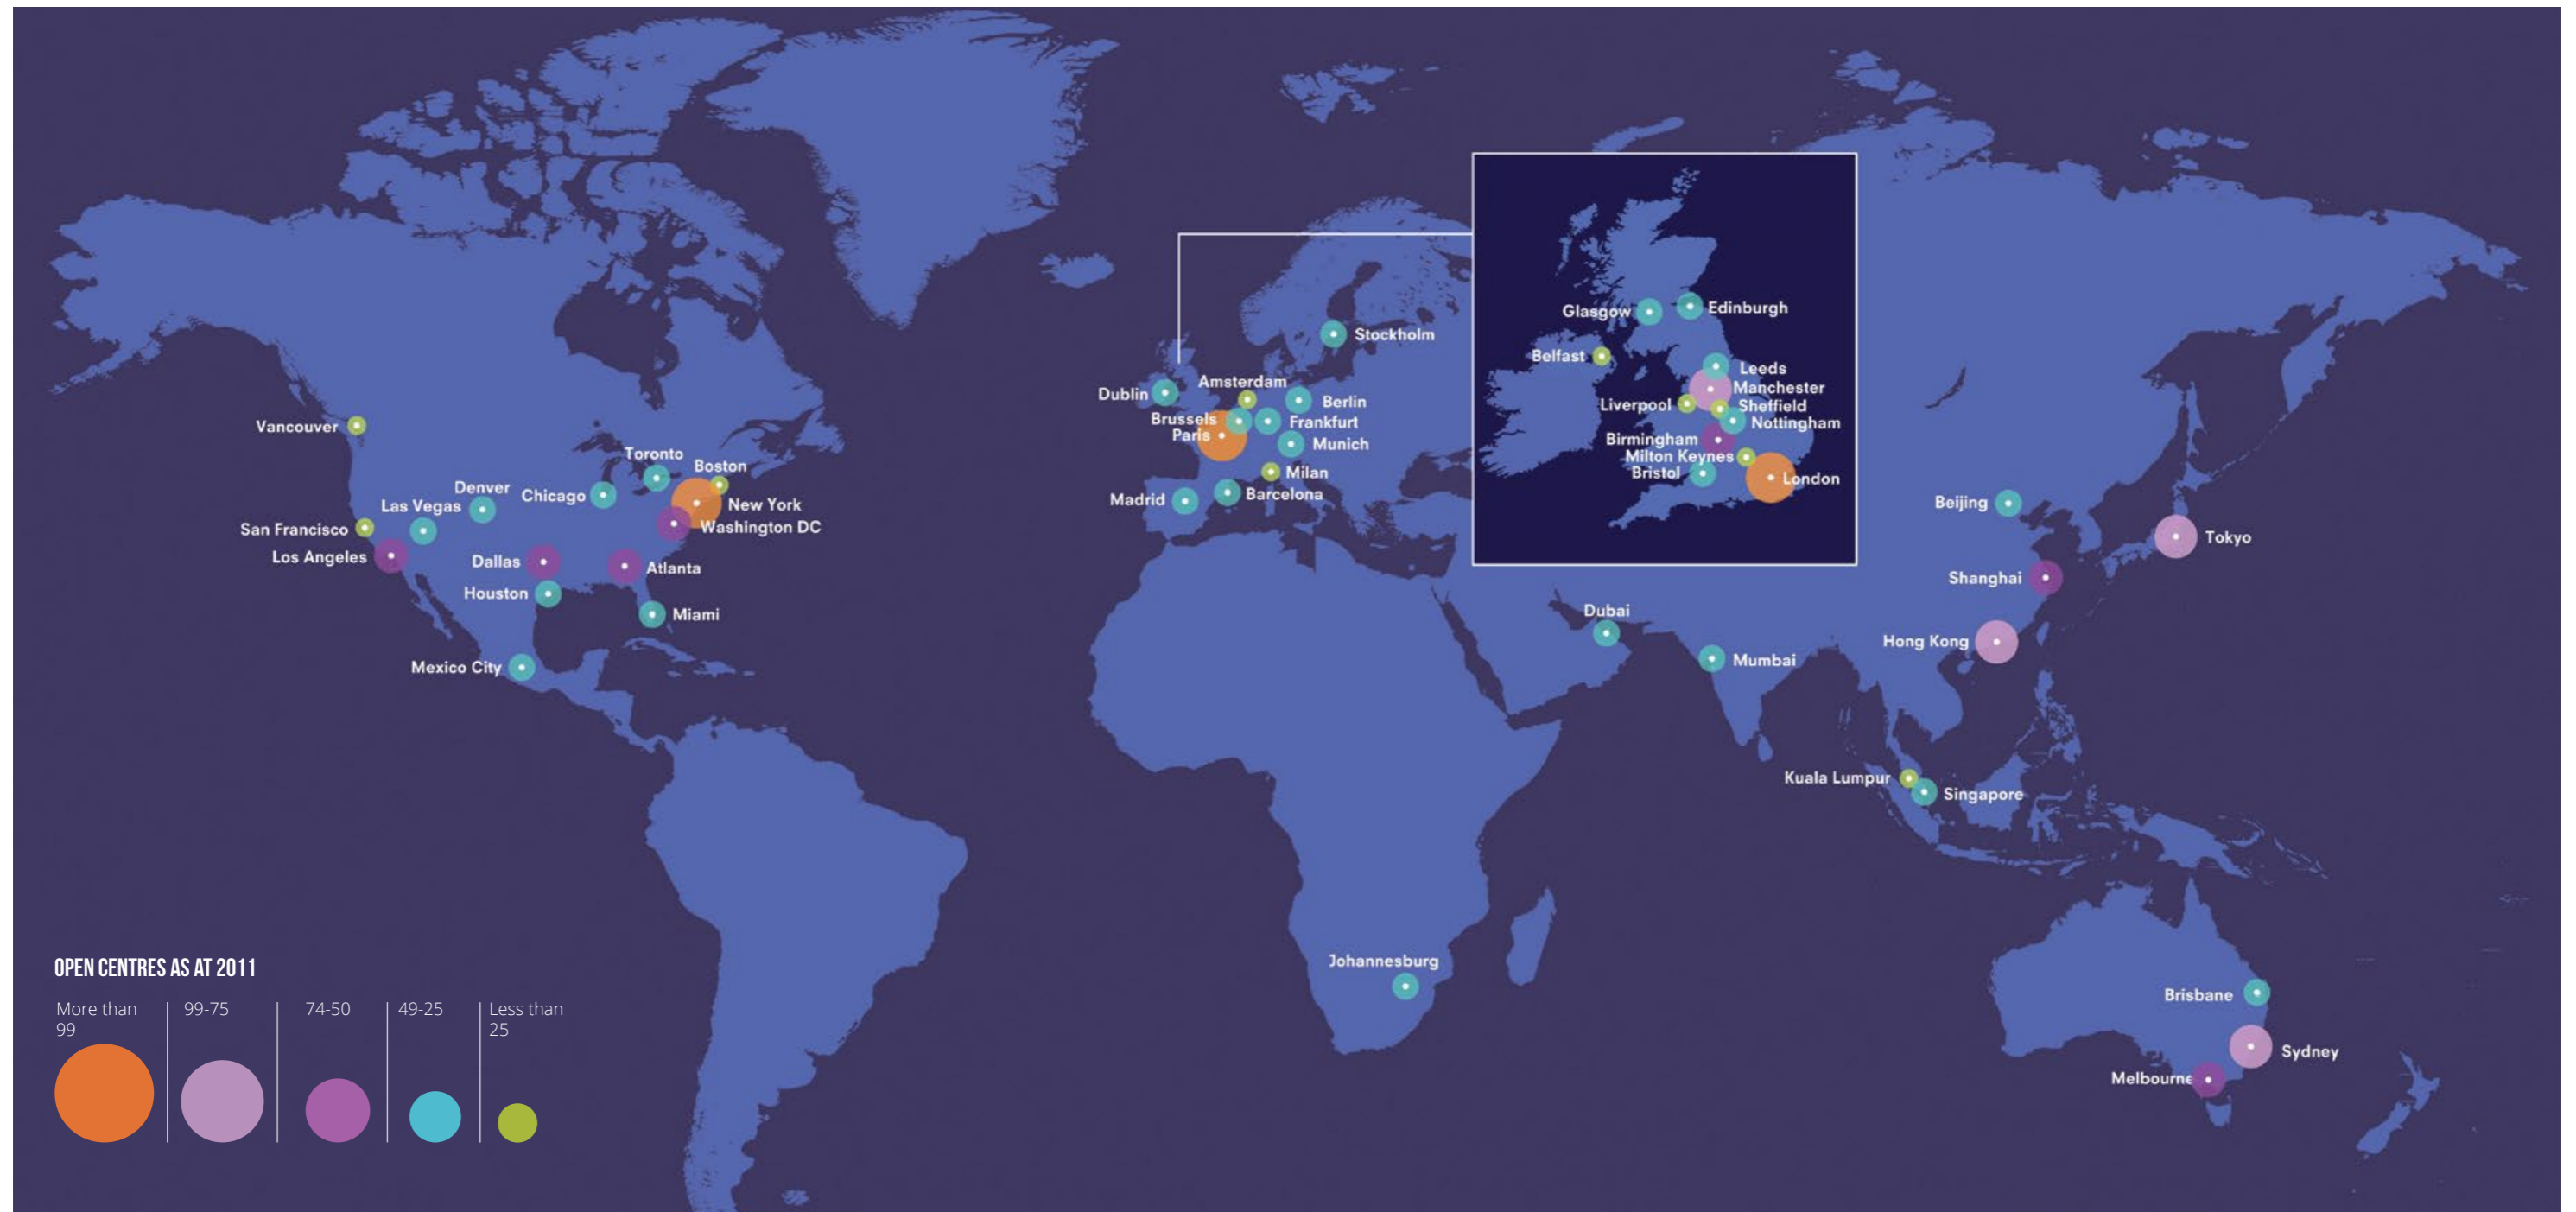 Vancouver
San Francisco
Los Angeles
Las Vegas
Denver
Chicago
Toronto
Boston
New York
Washington DC
Dallas
Atlanta
Houston
Miami
Mexico City
Stockholm
Dublin
Amsterdam
Berlin
Brussels
Frankfurt
Paris
Munich
Milan
Madrid
Barcelona
Glasgow
Edinburgh
Belfast
Leeds
Manchester
Liverpool
Sheffield
Nottingham
Birmingham
Milton Keynes
Bristol
London
Beijing
Tokyo
Shanghai
Hong Kong
Dubai
Mumbai
Kuala Lumpur
Singapore
Johannesburg
Brisbane
Sydney
Melbourne
OPEN CENTRES AS AT 2011
More than
99
99-75
74-50
49-25
Less than
25